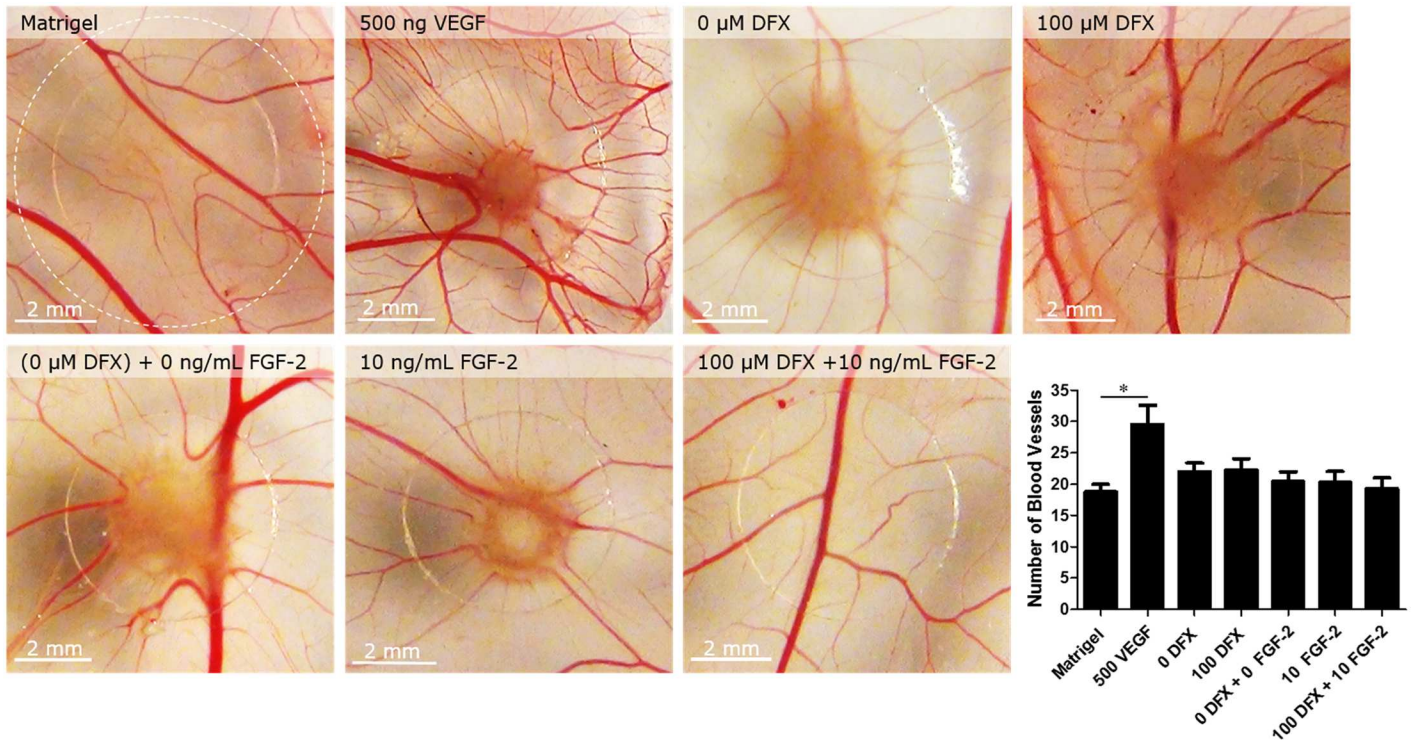 Matrigel
500 ng VEGF
0 µM DFX
100 µM DFX
2 mm
2 mm
2 mm
2 mm
(0 µM DFX) + 0 ng/mL FGF-2
10 ng/mL FGF-2
100 µM DFX +10 ng/mL FGF-2
2 mm
2 mm
2 mm
Number of Blood Vessels
35
30
25
20
15
10
5
0
*
Matrigel
500 VEGF
0 DFX
100 DFX
0 DFX + 0 FGF-2
10 FGF-2
100 DFX + 10 FGF-2